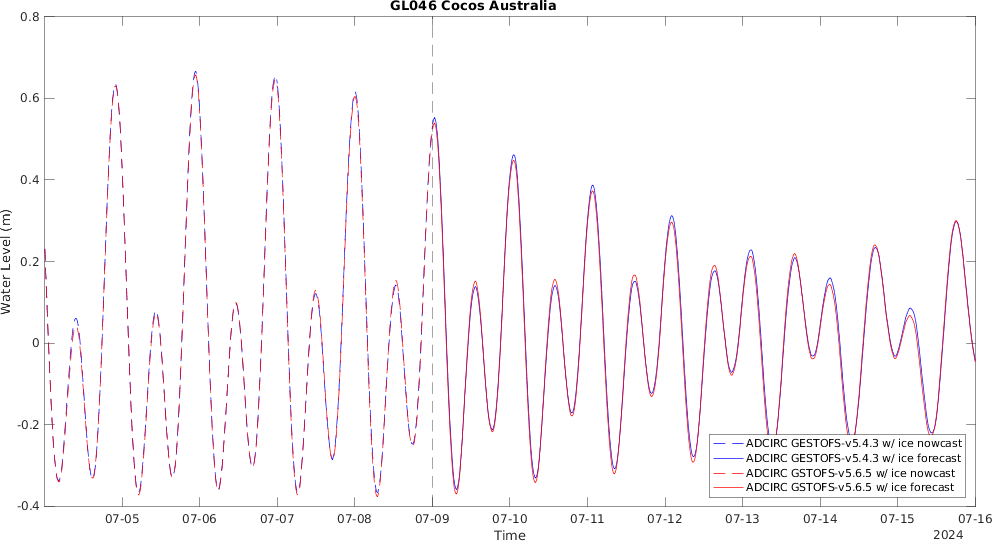 GL046 Cocos Australia
0.8
0.6
0.4
0.2
0
-0.2
-0.4
Water Level (m)
ADCIRC GESTOFS-v5.4.3 w/ ice nowcast
ADCIRC GESTOFS-v5.4.3 w/ ice forecast
ADCIRC GSTOFS-v5.6.5 w/ ice nowcast
ADCIRC GSTOFS-v5.6.5 w/ ice forecast
07-05 07-06 07-07 07-08 07-09 07-10 07-11 07-12 07-13 07-14 07-15 07-16
Time
2024